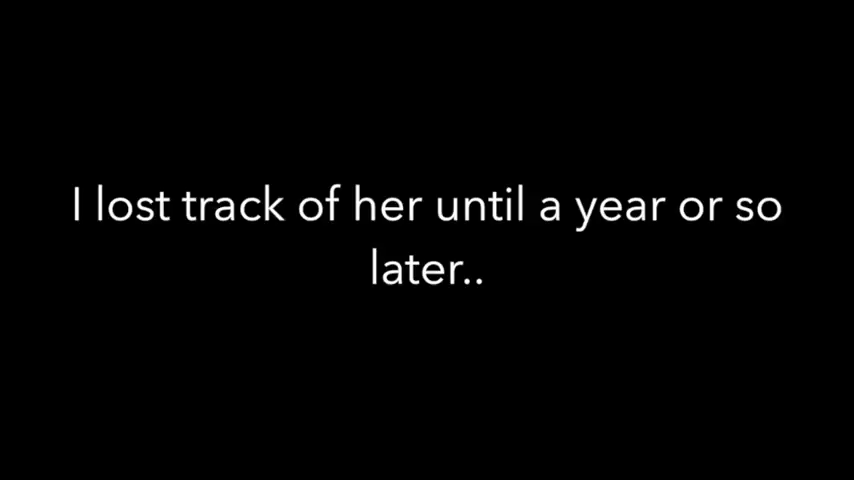 I lost track of her until a year or so
later..